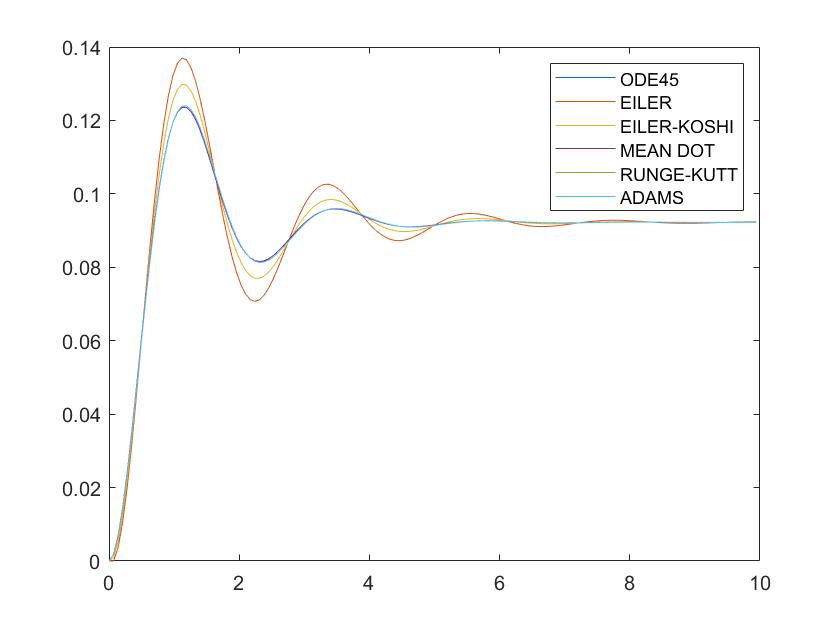 0.14
0.12
0.1
0.08
0.06
0.04
0.02
0
0 2 4 6 8 10
ODE45
EILER
EILER-KOSHI
MEAN DOT
RUNGE-KUTT
ADAMS